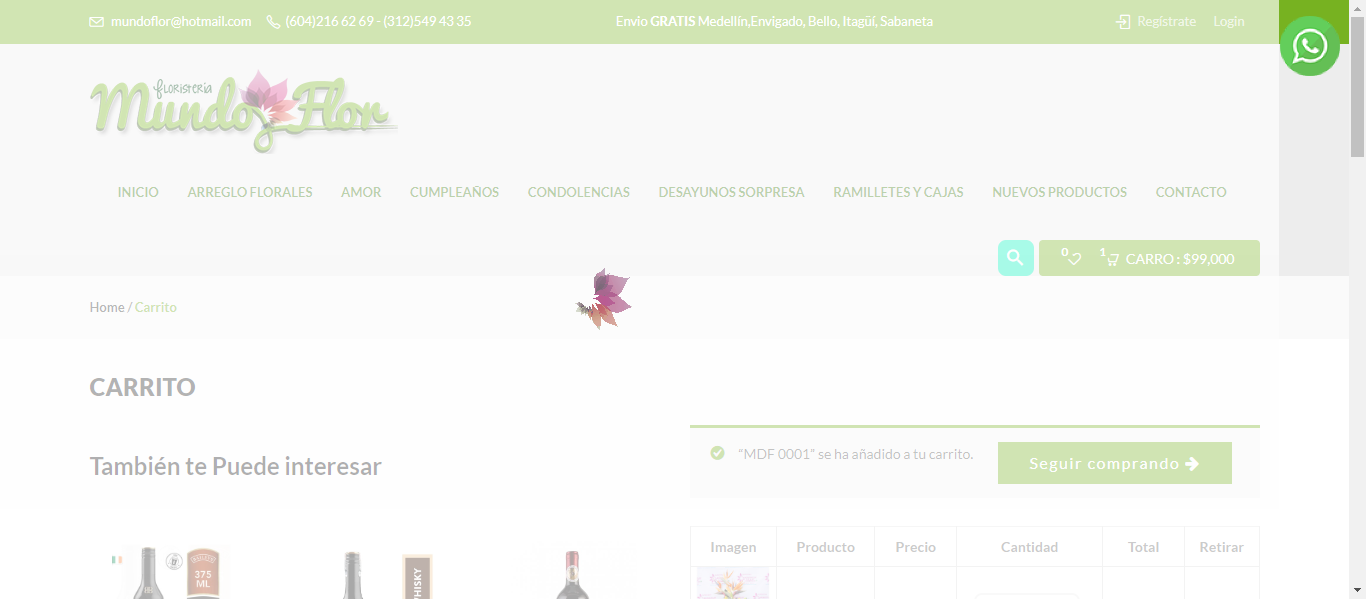 mundoflor@hotmail.com (604)216 62 69 - (312)549 43 35 Envio GRATIS Medellín,Envigado, Bello, Itagüí, Sabaneta Regístrate Login
floristeria
Mundo Flor
INICIO ARREGLO FLORALES AMOR CUMPLEAÑOS CONDOLENCIAS DESAYUNOS SORPRESA RAMILLETES Y CAJAS NUEVOS PRODUCTOS CONTACTO
0 1 CARRO : $99,000
Home / Carrito
CARRITO
También te Puede interesar
“MDF 0001” se ha añadido a tu carrito. Seguir comprando
Imagen Producto Precio Cantidad Total Retirar
375
ML
WHISKY